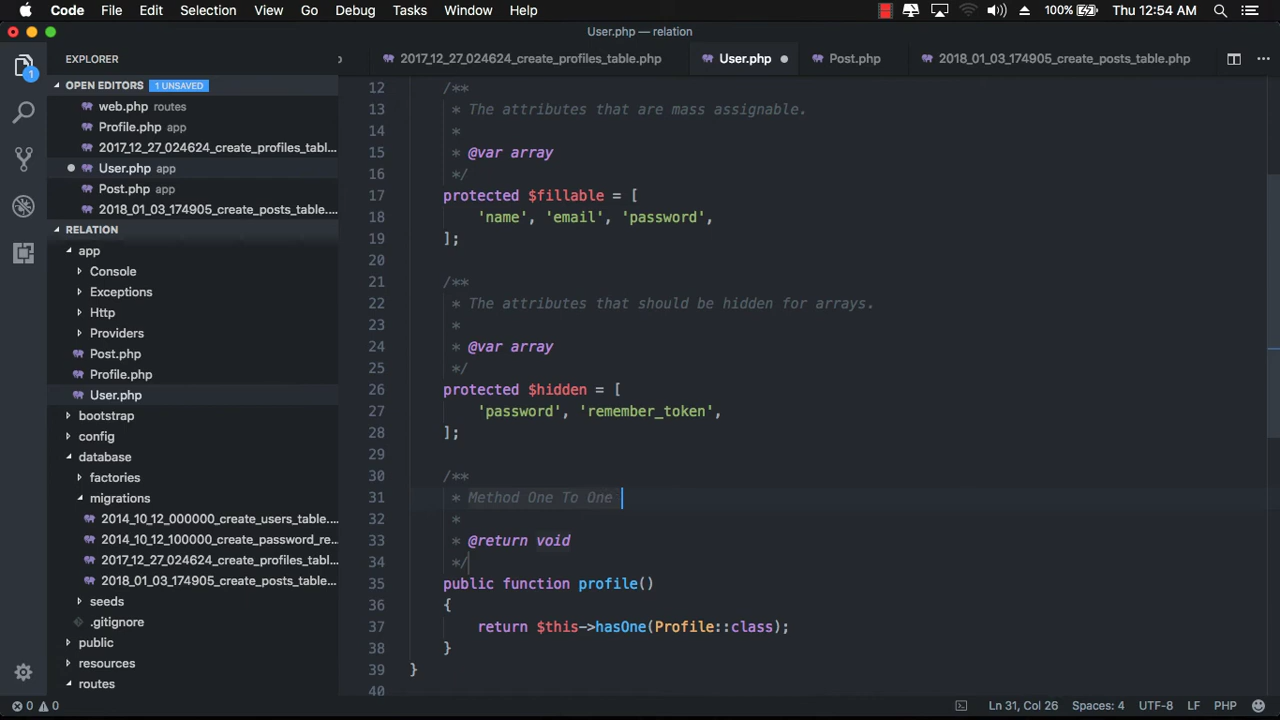 Code File Edit Selection View Go Debug Tasks Window Help 100% Thu 12:54 AM
User.php — relation
EXPLORER
2017_12_27_024624_create_profiles_table.php User.php Post.php 2018_01_03_174905_create_posts_table.php
OPEN EDITORS 1 UNSAVED
web.php routes
Profile.php app
2017_12_27_024624_create_profiles_tabl...
User.php app
Post.php app
2018_01_03_174905_create_posts_table....
RELATION
app
Console
Exceptions
Http
Providers
Post.php
Profile.php
User.php
bootstrap
config
database
factories
migrations
2014_10_12_000000_create_users_table....
2014_10_12_100000_create_password_re...
2017_12_27_024624_create_profiles_tabl...
2018_01_03_174905_create_posts_table....
seeds
.gitignore
public
resources
routes
1
12 /**
13 * The attributes that are mass assignable.
14 *
15 * @var array
16 */
17 protected $fillable = [
18 'name', 'email', 'password',
19 ];
20
21 /**
22 * The attributes that should be hidden for arrays.
23 *
24 * @var array
25 */
26 protected $hidden = [
27 'password', 'remember_token',
28 ];
29
30 /**
31 * Method One To One
32 *
33 * @return void
34 */
35 public function profile()
36 {
37 return $this->hasOne(Profile::class);
38 }
39 }
40
0 0 Ln 31, Col 26 Spaces: 4 UTF-8 LF PHP